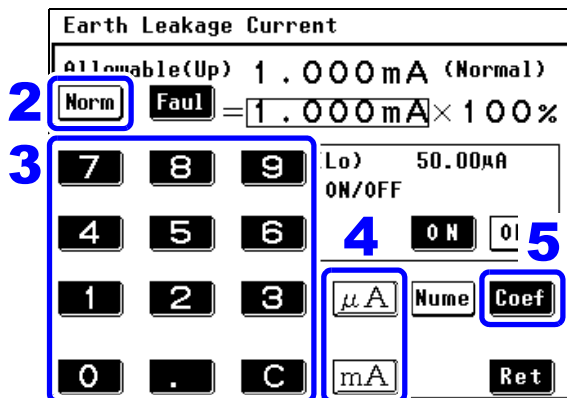 Earth Leakage Current
Allowable(Up) 1.000mA (Normal)
2 Norm Faul =1.000mA×100%
3 7 8 9 (Lo) 50.00μA
ON/OFF
4 5 6 4 ON 5
1 2 3 μA Nume Coef
0 . C mA Ret